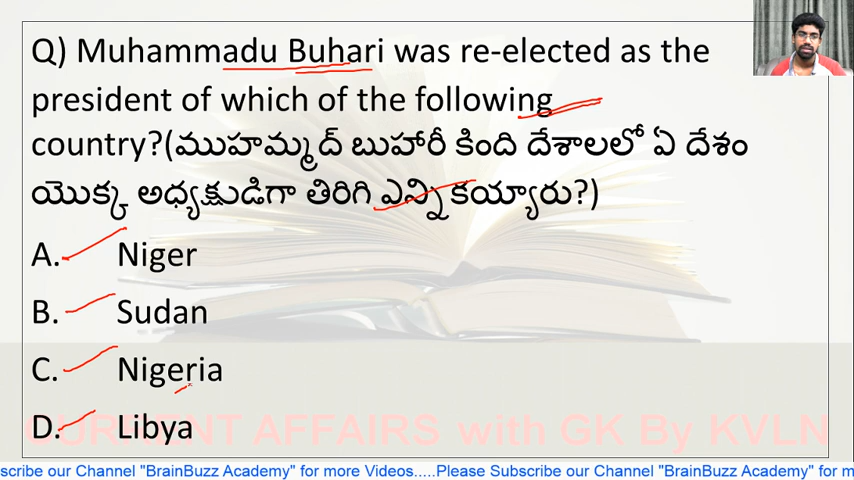 Q) Muhammadu Buhari was re-elected as the
president of which of the following
country?(ముహమ్మద్ బుహారీ కింది దేశాలలో ఏ దేశం
యొక్క అధ్యక్షుడిగా తిరిగి ఎన్నికయ్యారు?)
A. Niger
B. Sudan
C. Nigeria
D. Libya
CURRENT AFFAIRS with GK By KVLN
scribe our Channel "BrainBuzz Academy" for more Videos.....Please Subscribe our Channel "BrainBuzz Academy" for m